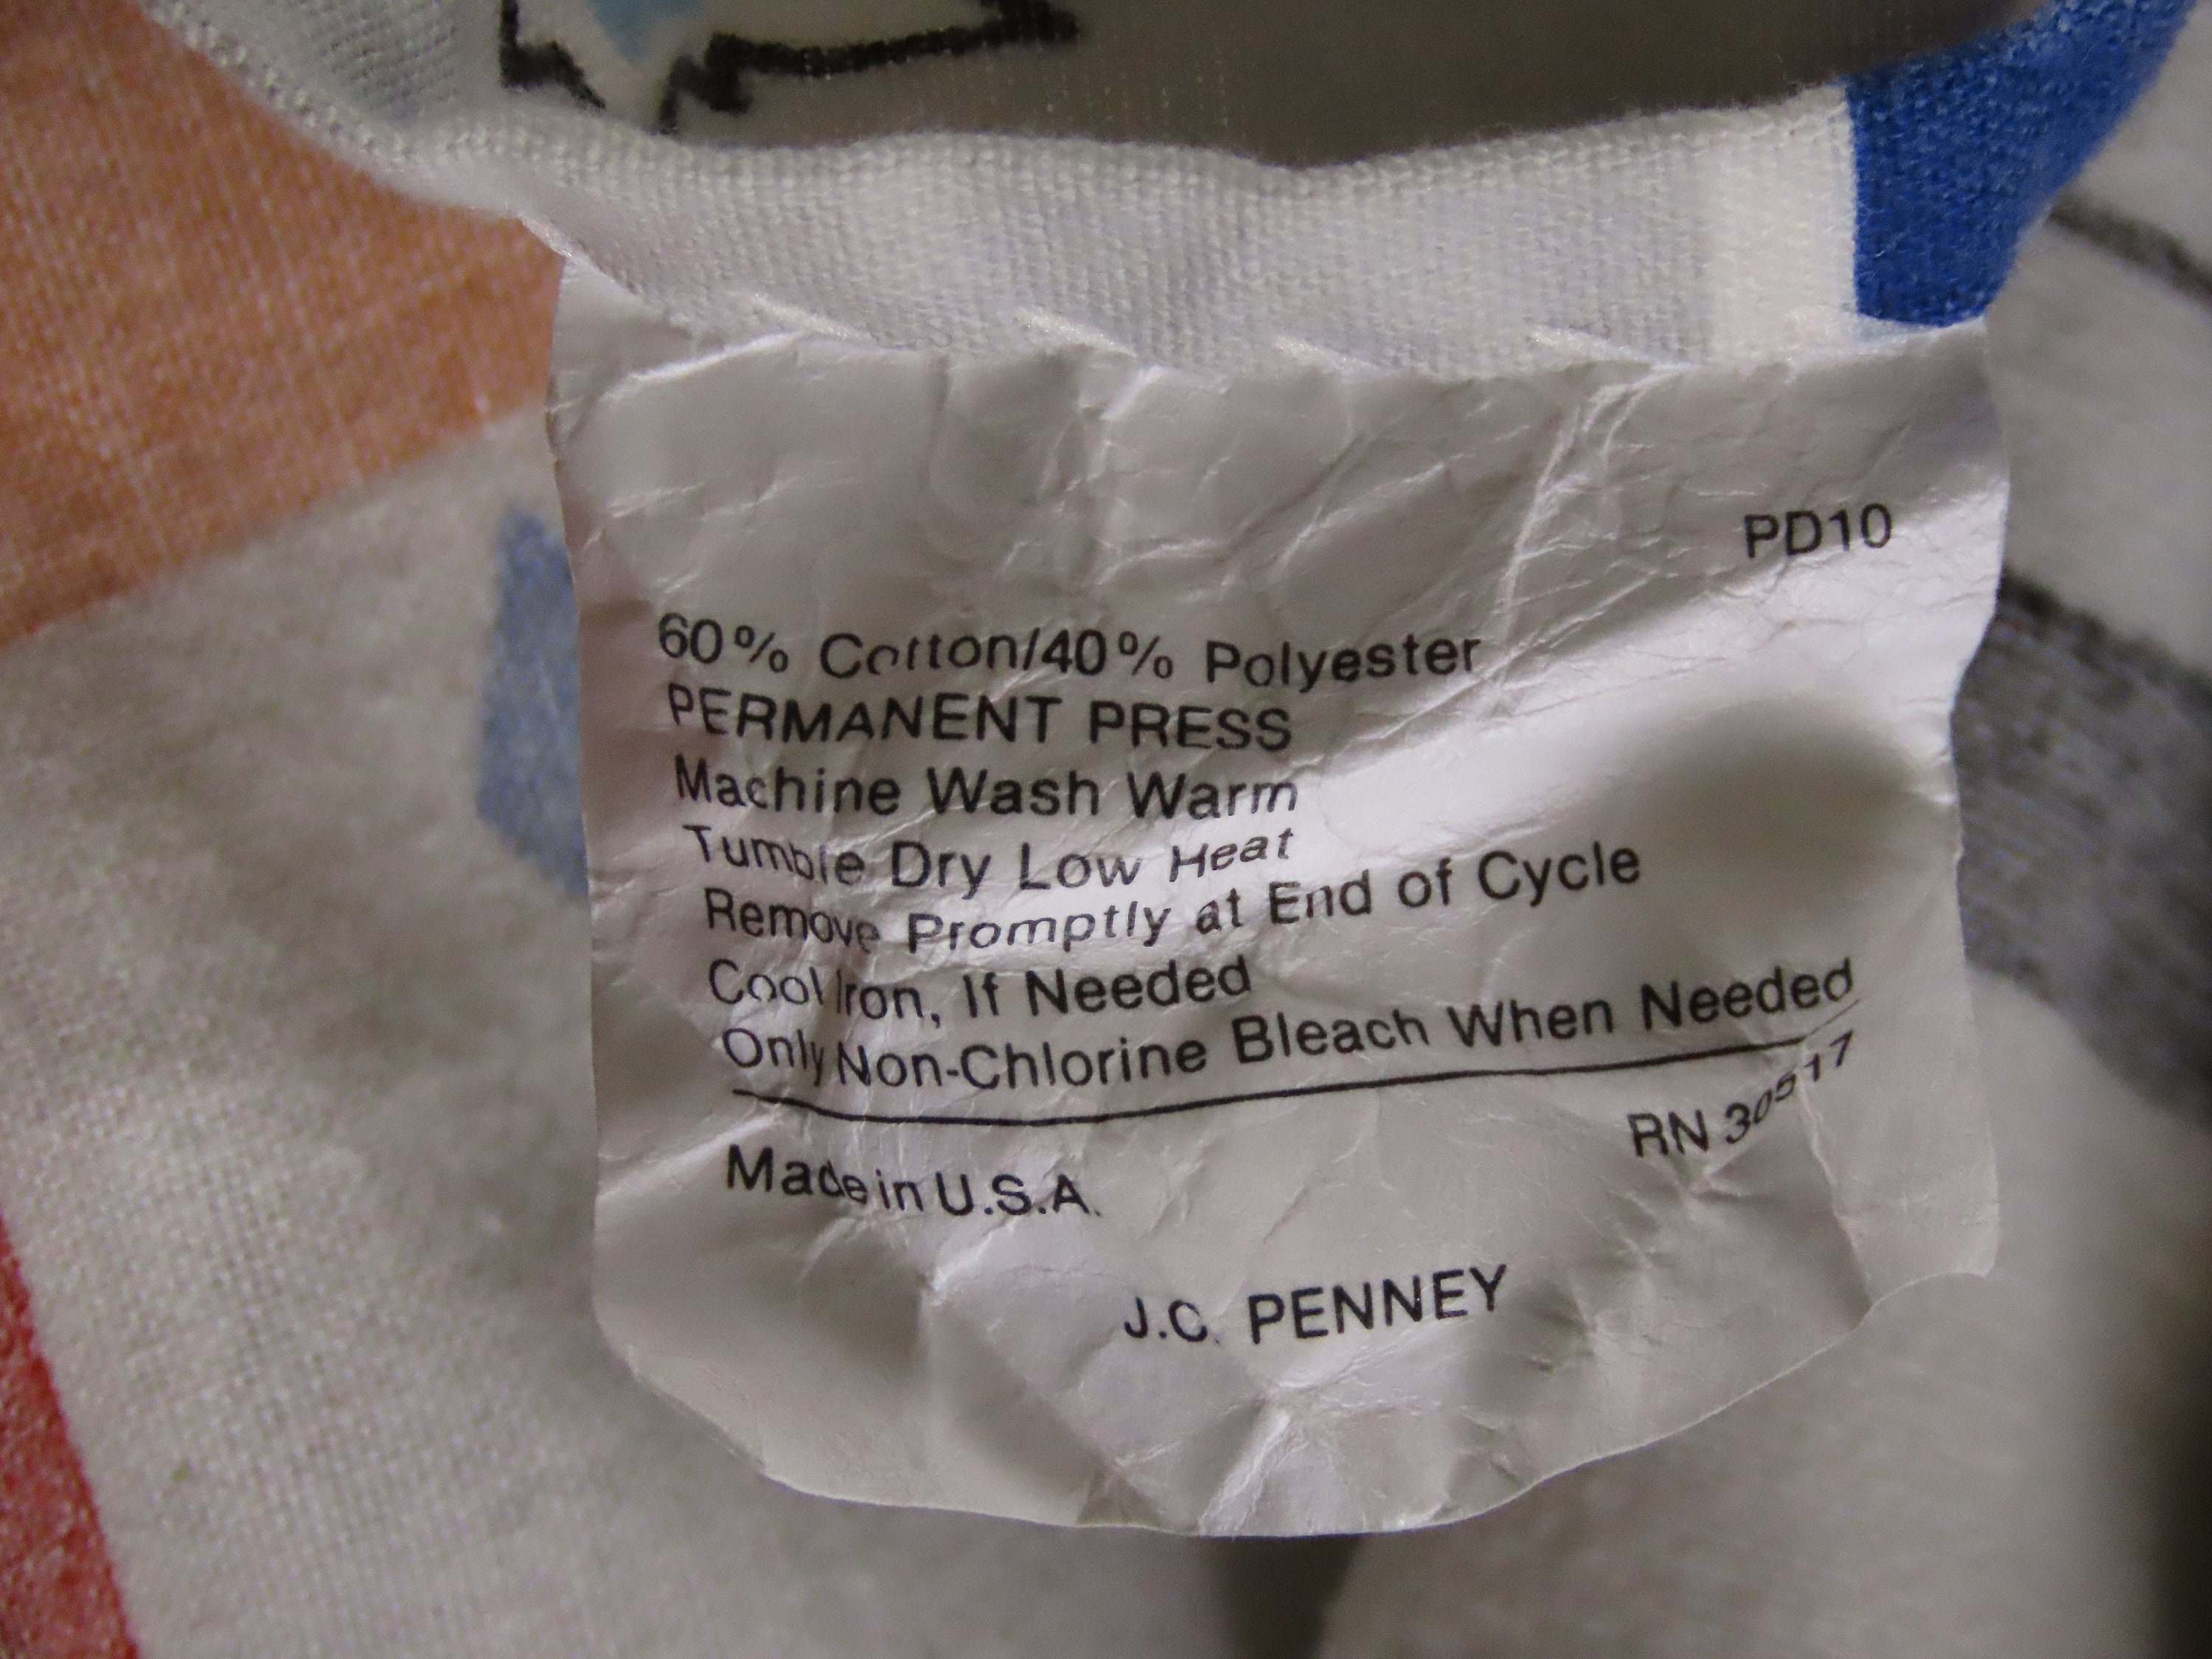 PD10
60% Cotton/40% Polyester
PERMANENT PRESS
Machine Wash Warm
Tumble Dry Low Heat
Remove Promptly at End of Cycle
Cool Iron, If Needed
Only Non-Chlorine Bleach When Needed
RN 30517
Made in U.S.A.
J.C. PENNEY